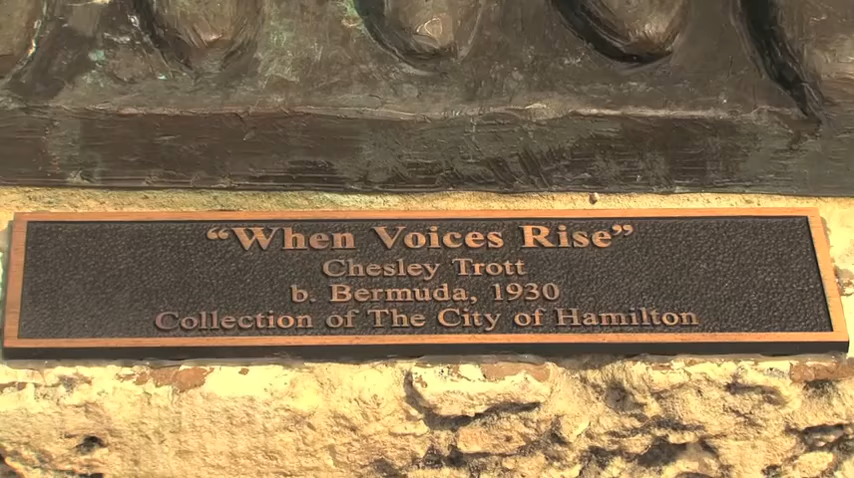 “When Voices Rise”
Chesley Trott
b. Bermuda, 1930
Collection of The City of Hamilton